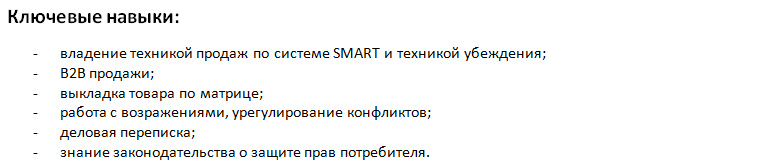 Ключевые навыки:
- владение техникой продаж по системе SMART и техникой убеждения;
- B2B продажи;
- выкладка товара по матрице;
- работа с возражениями, урегулирование конфликтов;
- деловая переписка;
- знание законодательства о защите прав потребителя.